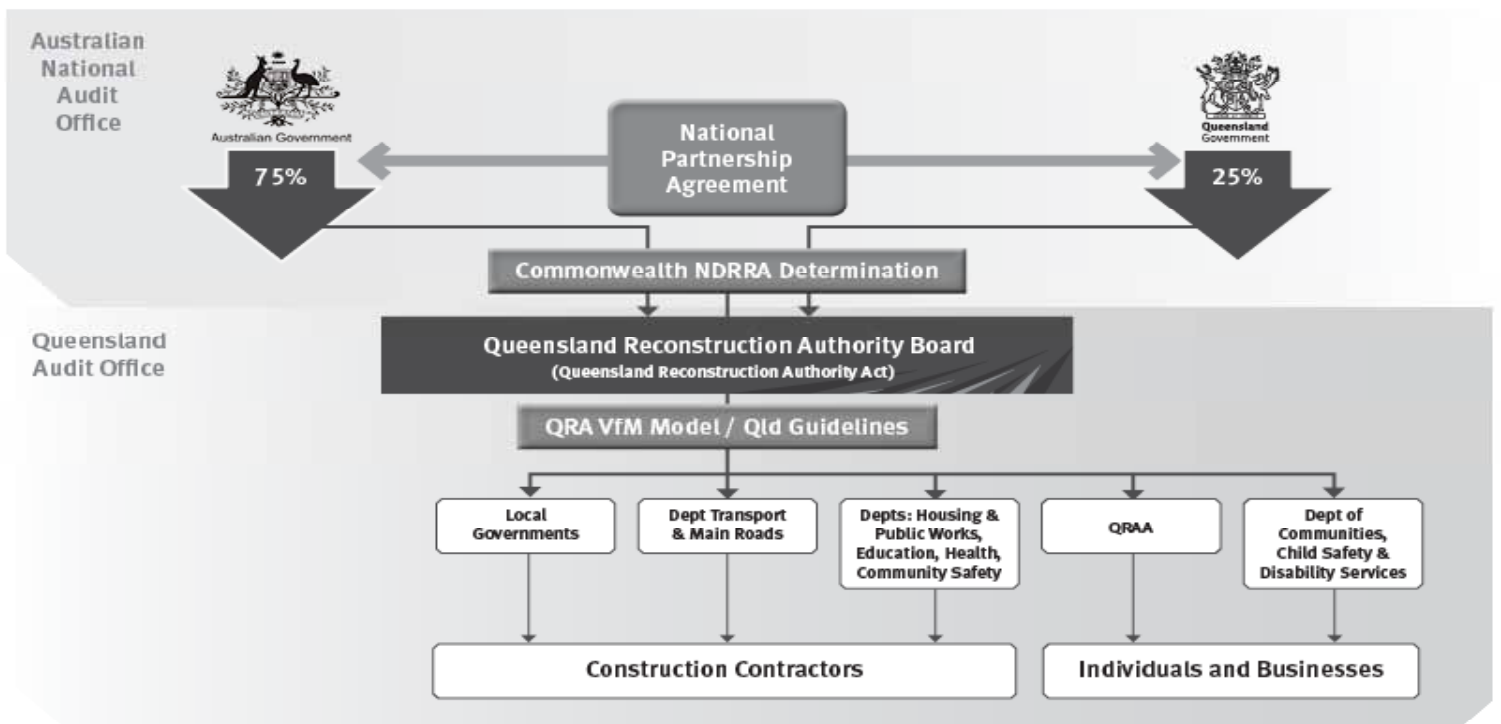 Australian
National
Audit
Office
Australian Government
75%
National
Partnership
Agreement
Queensland
Government
25%
Commonwealth NDRRA Determination
Queensland
Audit Office
Queensland Reconstruction Authority Board
(Queensland Reconstruction Authority Act)
QRA VfM Model / Qld Guidelines
Local
Governments
Dept Transport
& Main Roads
Depts: Housing &
Public Works,
Education, Health,
Community Safety
QRAA
Dept of
Communities,
Child Safety &
Disability Services
Construction Contractors
Individuals and Businesses